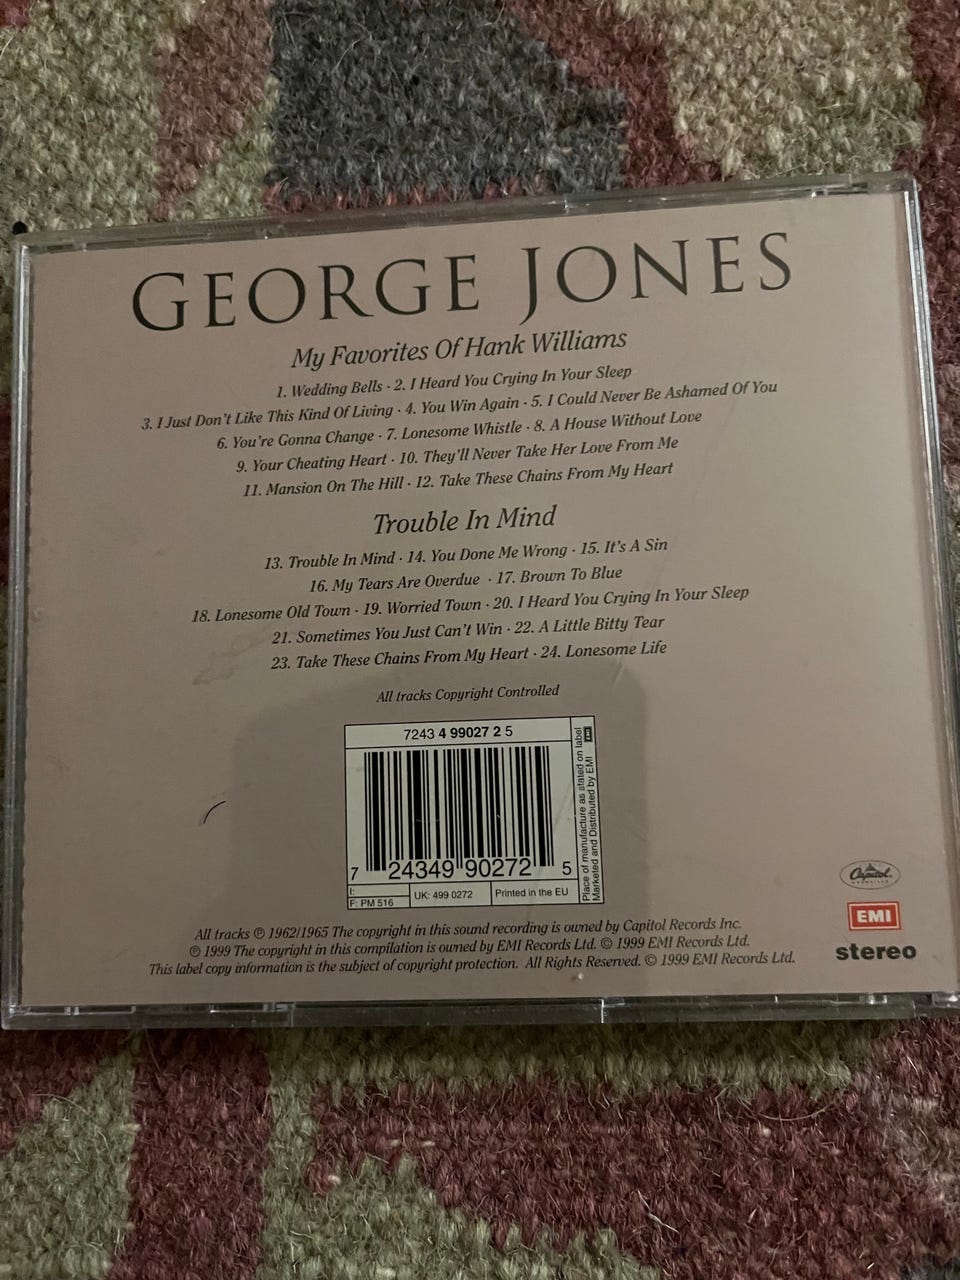 GEORGE JONES
My Favorites Of Hank Williams
1. Wedding Bells · 2. I Heard You Crying In Your Sleep
3. I Just Don't Like This Kind Of Living · 4. You Win Again · 5. I Could Never Be Ashamed Of You
6. You're Gonna Change · 7. Lonesome Whistle · 8. A House Without Love
9. Your Cheating Heart · 10. They'll Never Take Her Love From Me
11. Mansion On The Hill · 12. Take These Chains From My Heart
Trouble In Mind
13. Trouble In Mind · 14. You Done Me Wrong · 15. It's A Sin
16. My Tears Are Overdue · 17. Brown To Blue
18. Lonesome Old Town · 19. Worried Town · 20. I Heard You Crying In Your Sleep
21. Sometimes You Just Can't Win · 22. A Little Bitty Tear
23. Take These Chains From My Heart · 24. Lonesome Life
All tracks Copyright Controlled
7243 4 99027 2 5
7 24349 90272 5
I:
F: PM 516
UK: 499 0272
Printed in the EU
Place of manufacture as stated on label
Marketed and Distributed by EMI
EMI
Capitol
NASHVILLE
EMI
stereo
All tracks ℗ 1962/1965 The copyright in this sound recording is owned by Capitol Records Inc.
℗ 1999 The copyright in this compilation is owned by EMI Records Ltd. © 1999 EMI Records Ltd.
This label copy information is the subject of copyright protection. All Rights Reserved. © 1999 EMI Records Ltd.